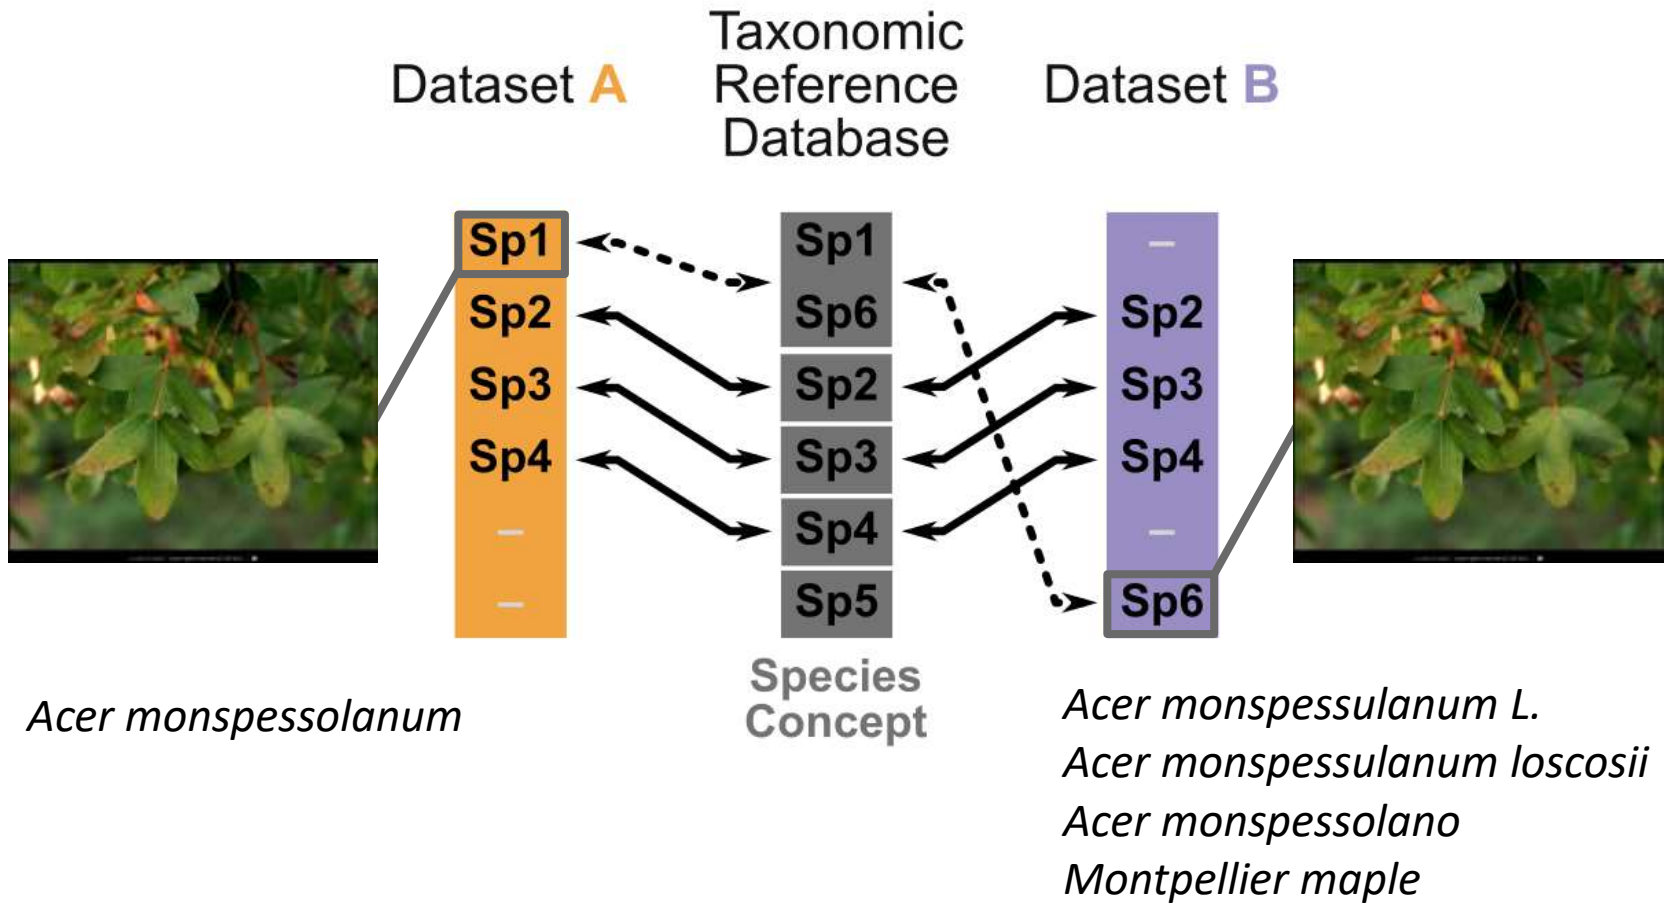 Dataset A
Taxonomic
Reference
Database
Dataset B
Sp1
Sp2
Sp3
Sp4
–
–
Sp1
Sp6
Sp2
Sp3
Sp4
Sp5
–
Sp2
Sp3
Sp4
–
Sp6
Species
Concept
Acer monspessolanum
Acer monspessulanum L.
Acer monspessulanum loscosii
Acer monspessolano
Montpellier maple